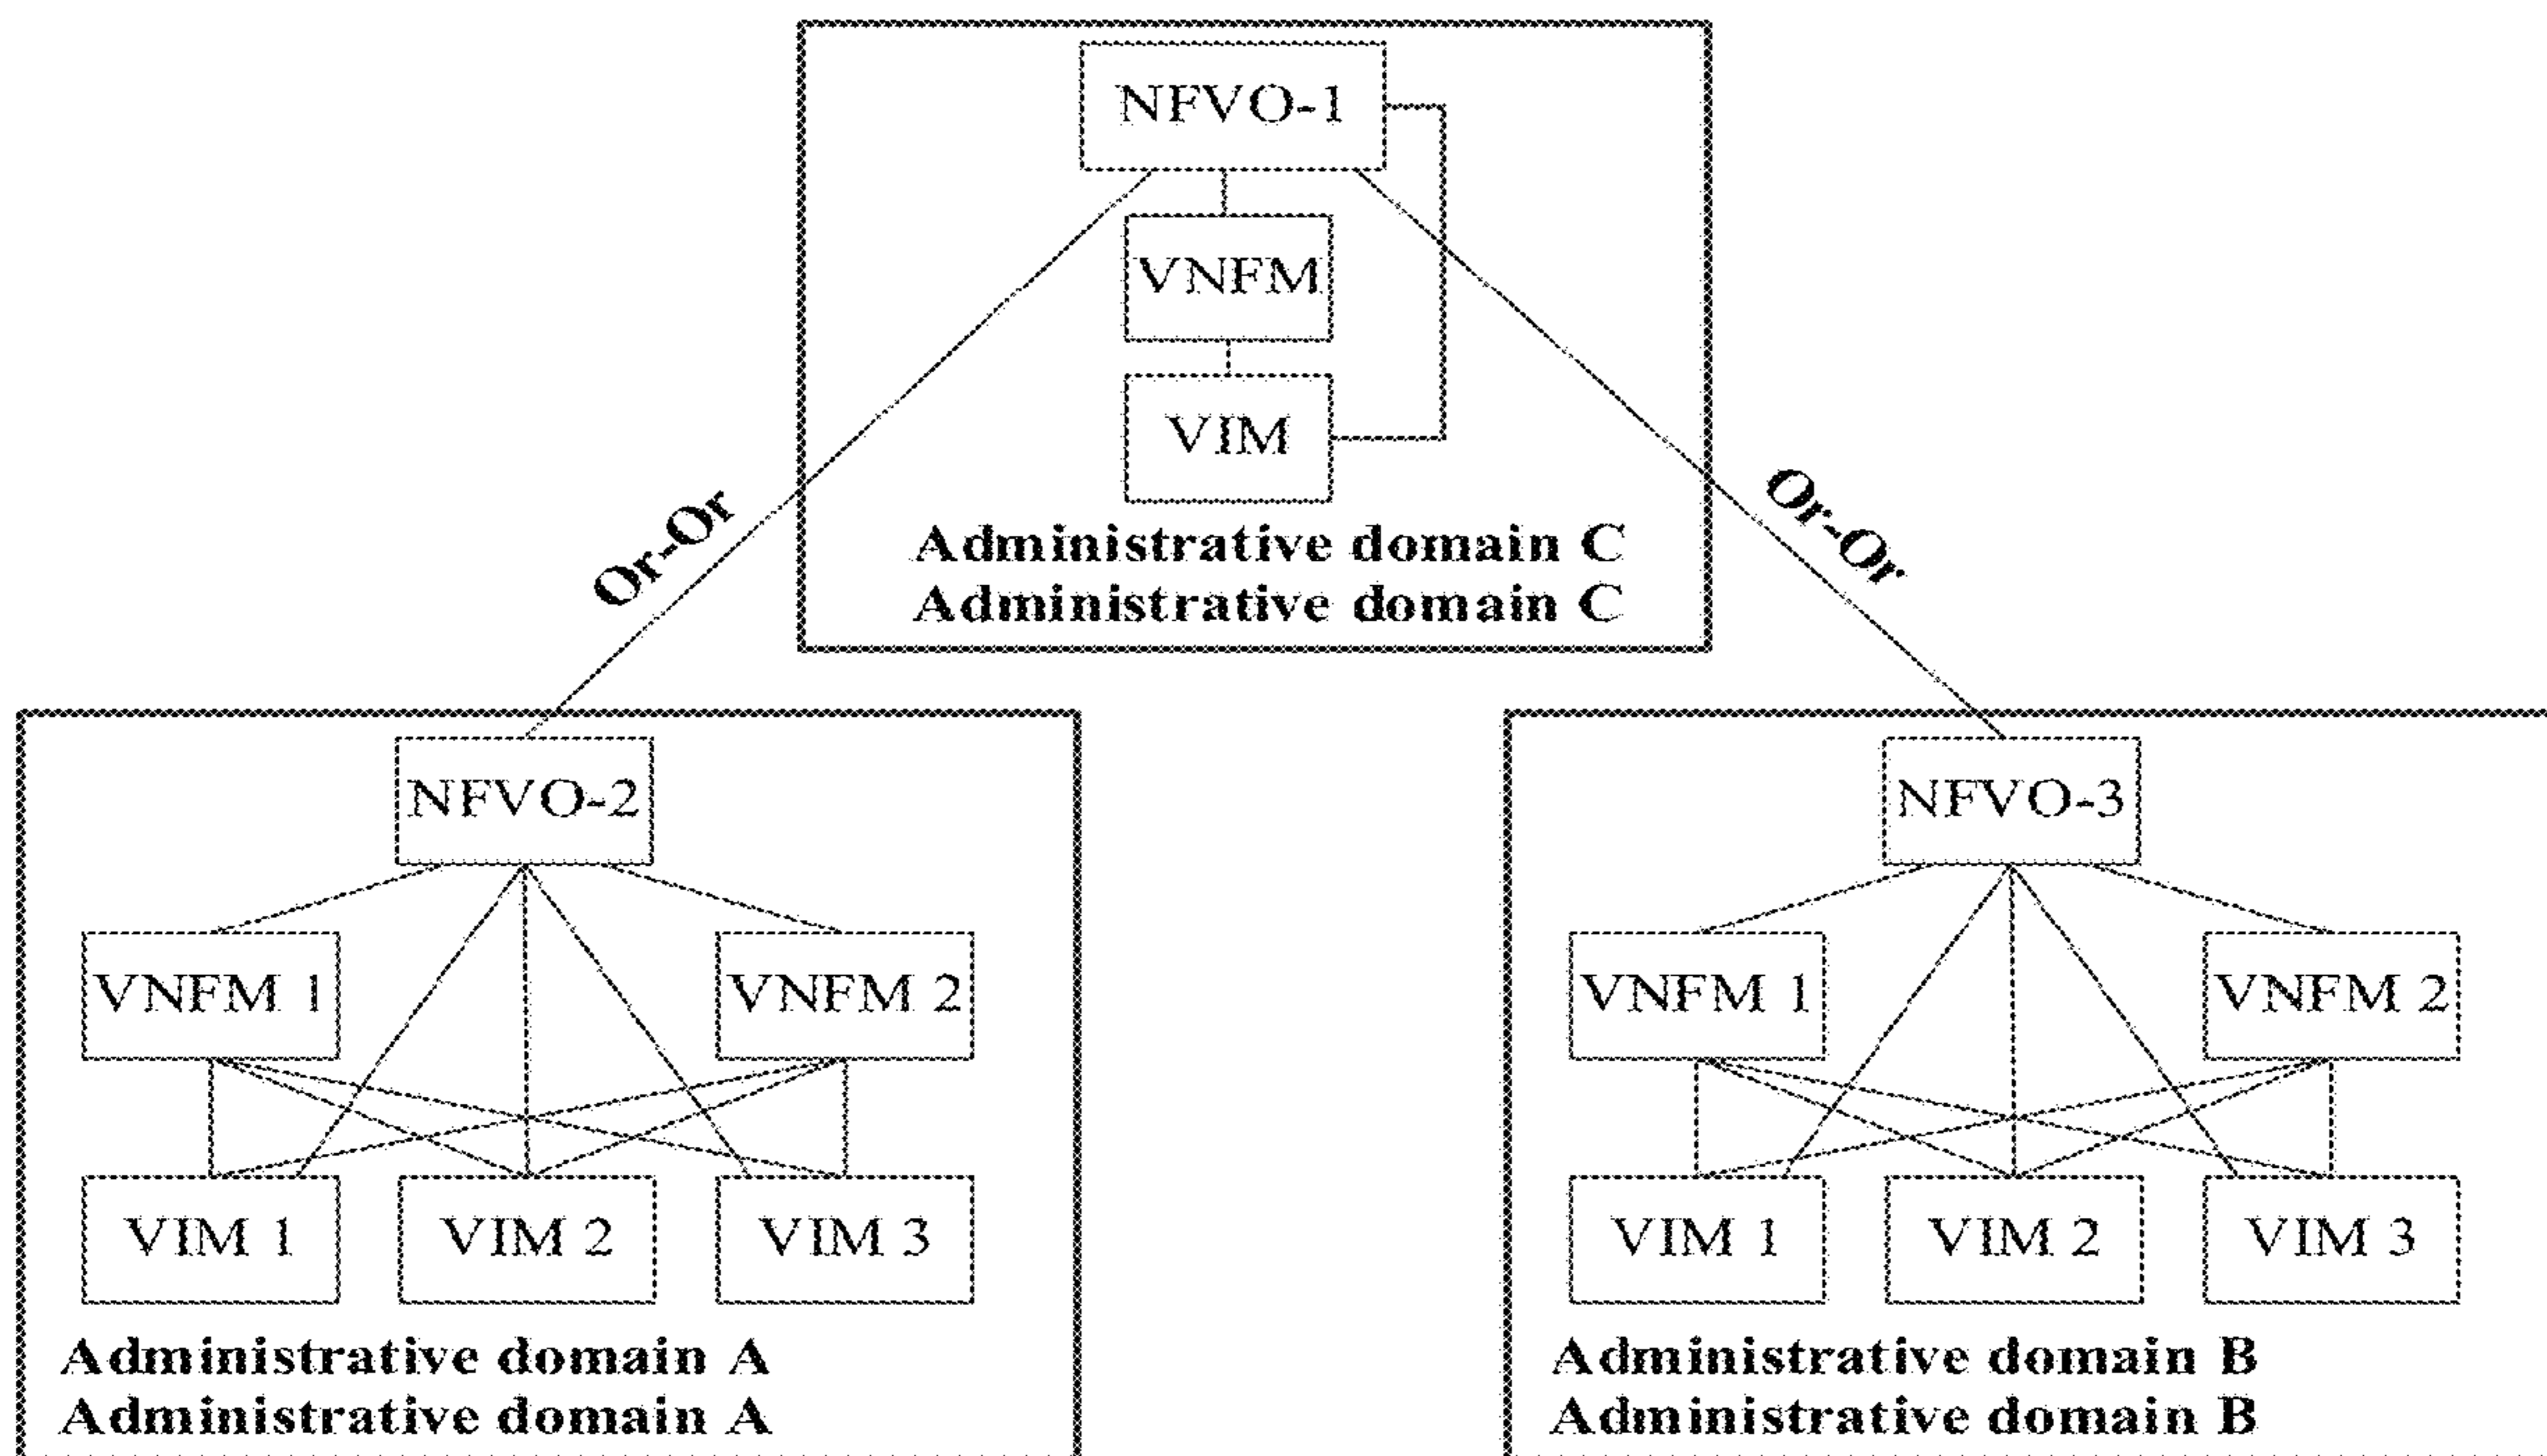 NFVO-1
VNFM
VIM
Or-Or
Or-Or
Administrative domain C
Administrative domain C
NFVO-2
VNFM 1
VNFM 2
VIM 1
VIM 2
VIM 3
Administrative domain A
Administrative domain A
NFVO-3
VNFM 1
VNFM 2
VIM 1
VIM 2
VIM 3
Administrative domain B
Administrative domain B